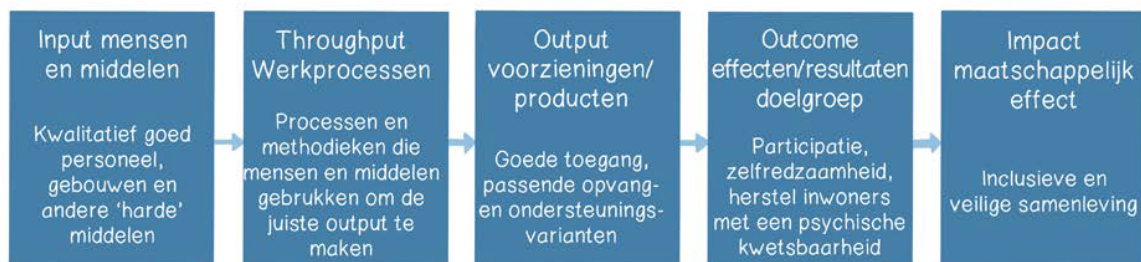 Input mensen
en middelen
Kwalitatief goed
personeel,
gebouwen en
andere ‘harde’
middelen
Throughput
Werkprocessen
Processen en
methodieken die
mensen en middelen
gebrukken om de
juiste output te
maken
Output
voorzieningen/
producten
Goede toegang,
passende opvang-
en ondersteunings-
varianten
Outcome
effecten/resultaten
doelgroep
Participatie,
zelfredzaamheid,
herstel inwoners
met een psychische
kwetsbaarheid
Impact
maatschappelijk
effect
Inclusieve en
veilige samenleving